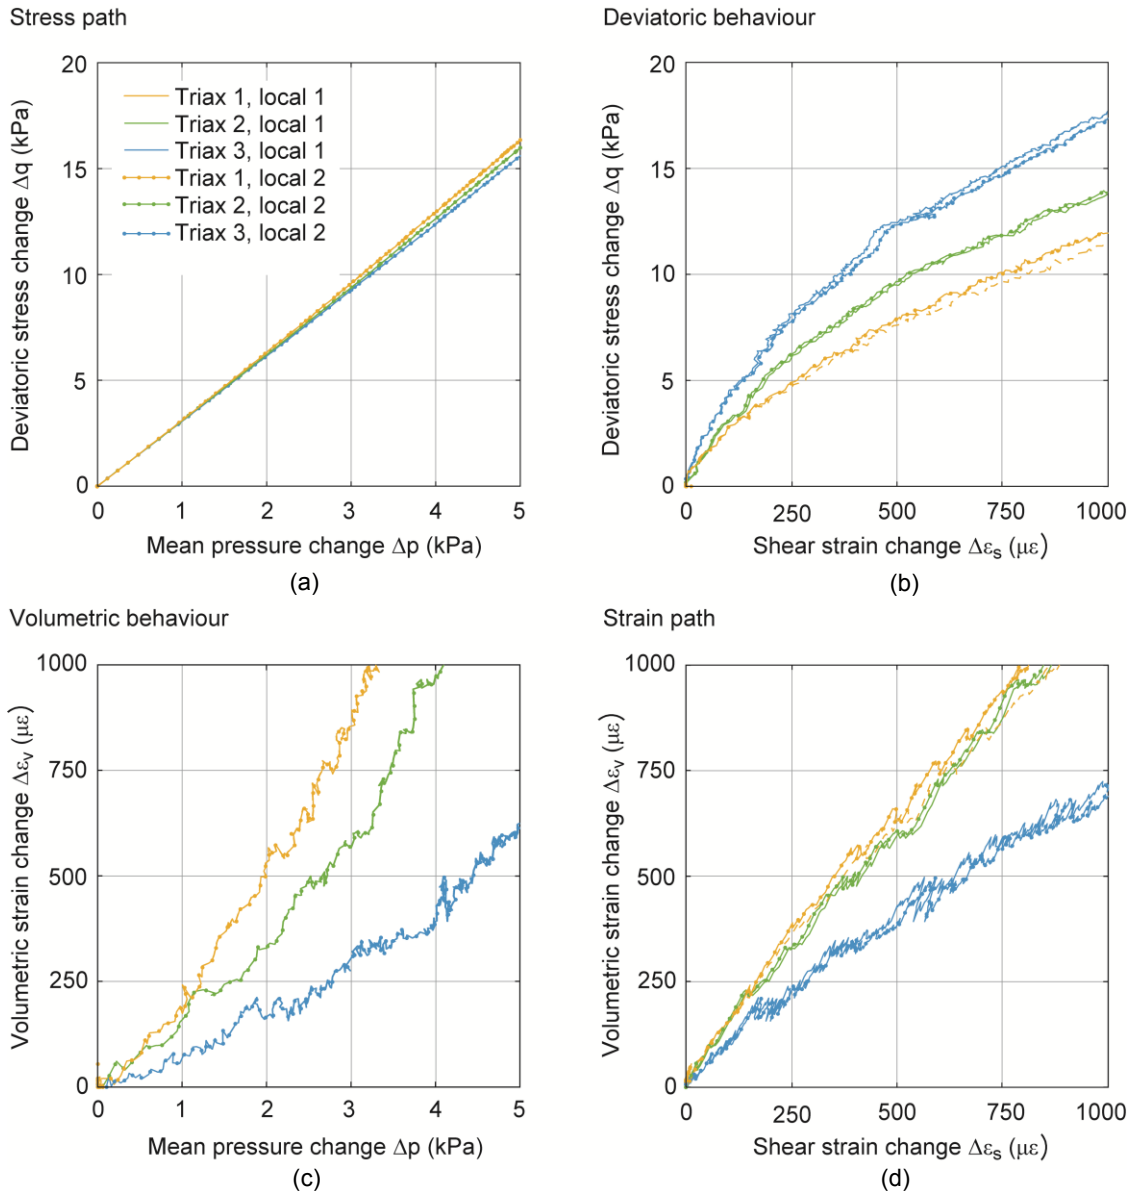 Stress path
Deviatoric stress change Δq (kPa)
20
15
10
5
0
Triax 1, local 1
Triax 2, local 1
Triax 3, local 1
Triax 1, local 2
Triax 2, local 2
Triax 3, local 2
0 1 2 3 4 5
Mean pressure change Δp (kPa)
(a)
Deviatoric behaviour
Deviatoric stress change Δq (kPa)
20
15
10
5
0
0 250 500 750 1000
Shear strain change Δεs (με)
(b)
Volumetric behaviour
Volumetric strain change Δεv (με)
1000
750
500
250
0
0 1 2 3 4 5
Mean pressure change Δp (kPa)
(c)
Strain path
Volumetric strain change Δεv (με)
1000
750
500
250
0
0 250 500 750 1000
Shear strain change Δεs (με)
(d)